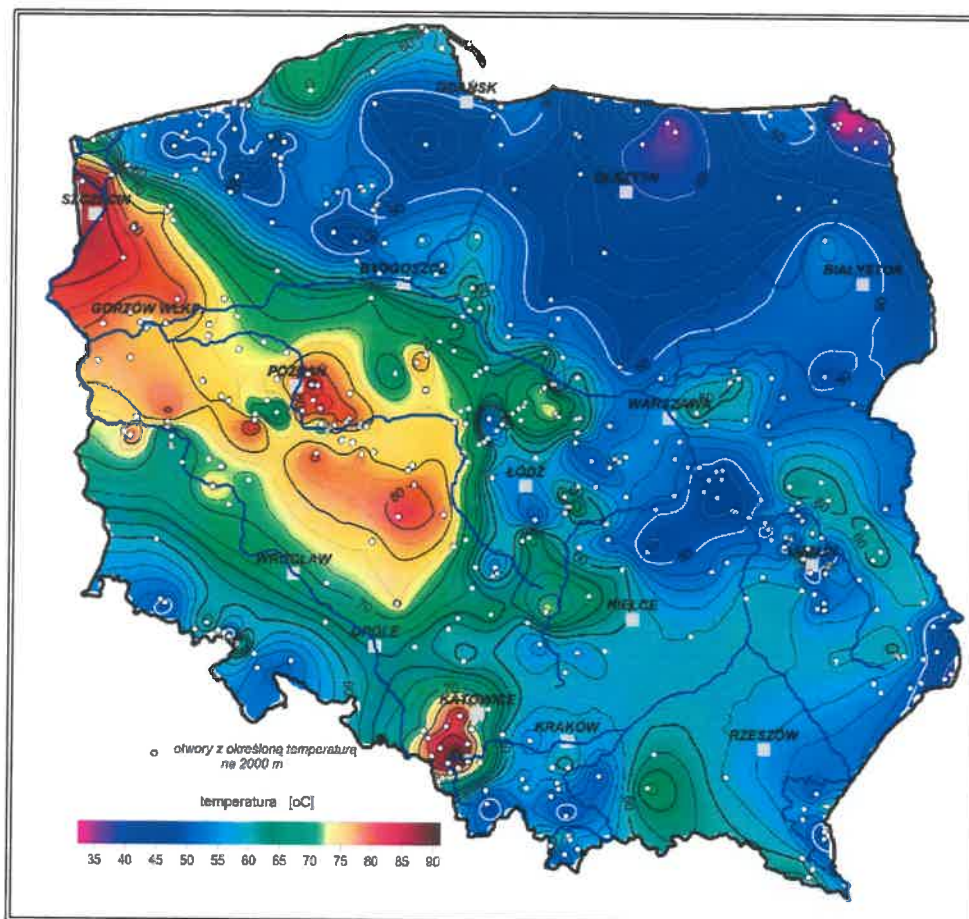 GDAŃSK
OLSZTYN
SZCZECIN
BYDGOSZCZ
BIAŁYSTOK
GORZÓW WLKP.
POZNAŃ
WARSZAWA
ŁÓDŹ
WROCŁAW
KIELCE
OPOLE
KATOWICE
KRAKÓW
RZESZÓW
otwory z określoną temperaturą
na 2000 m
temperatura [oC]
35 40 45 50 55 60 65 70 75 80 85 90